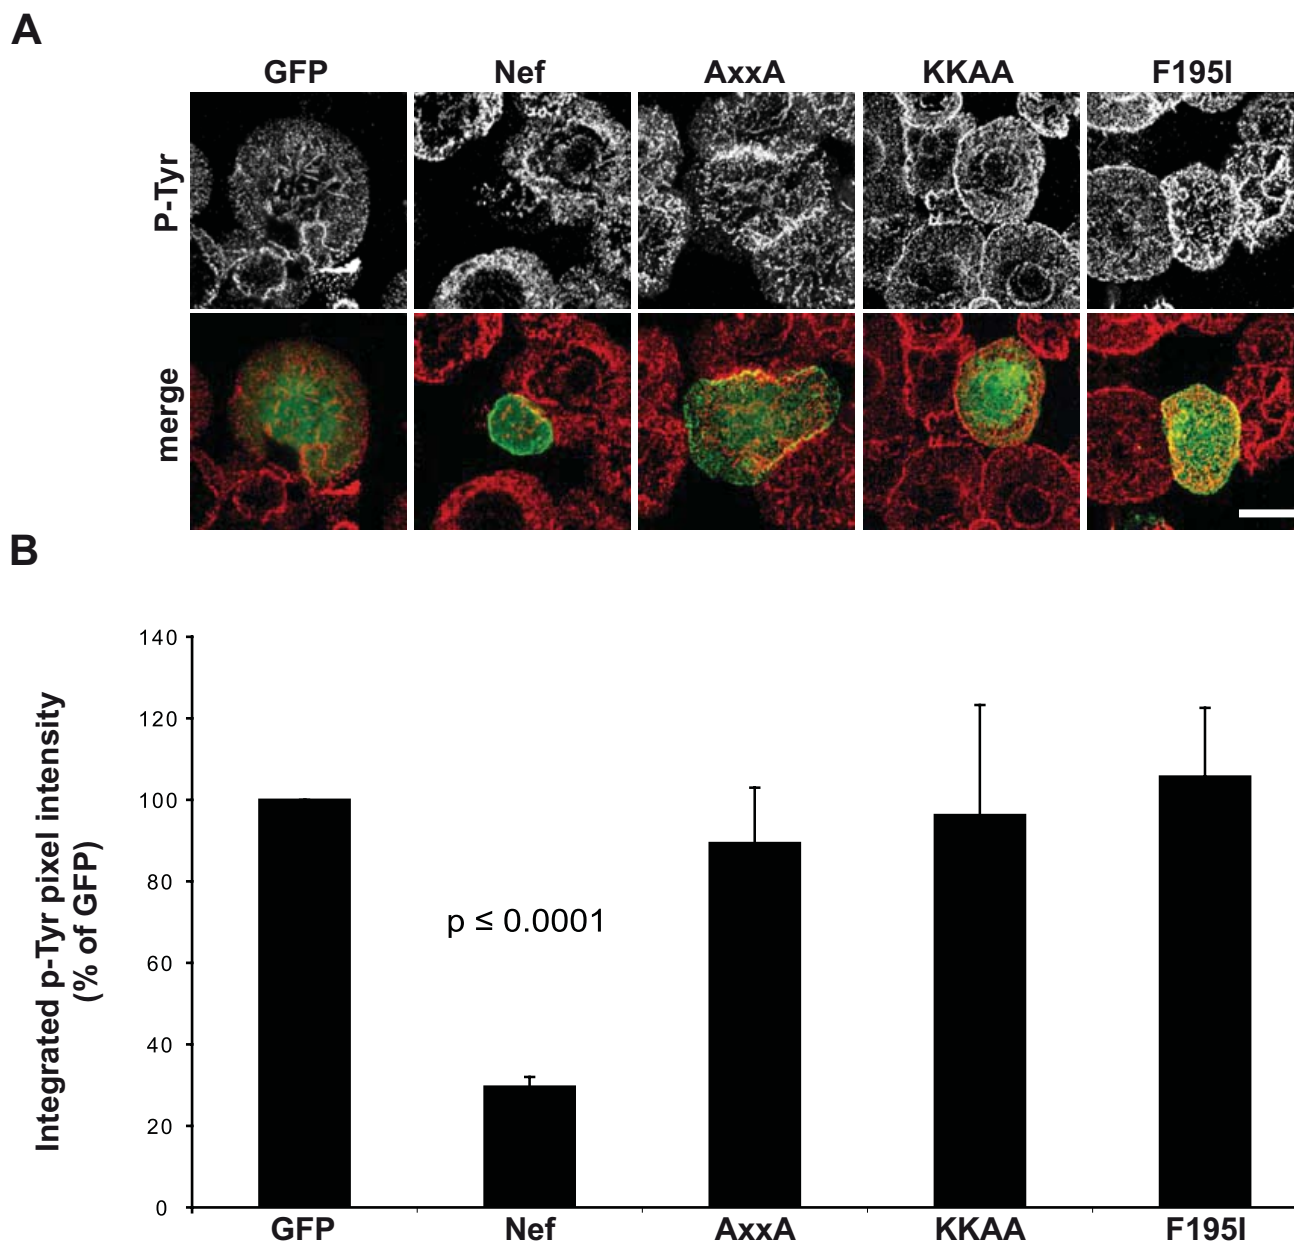 A
GFP Nef AxxA KKAA F195I
P-Tyr
merge
B
Integrated p-Tyr pixel intensity
(% of GFP)
140
120
100
80
60
40
20
0
p ≤ 0.0001
GFP Nef AxxA KKAA F195I